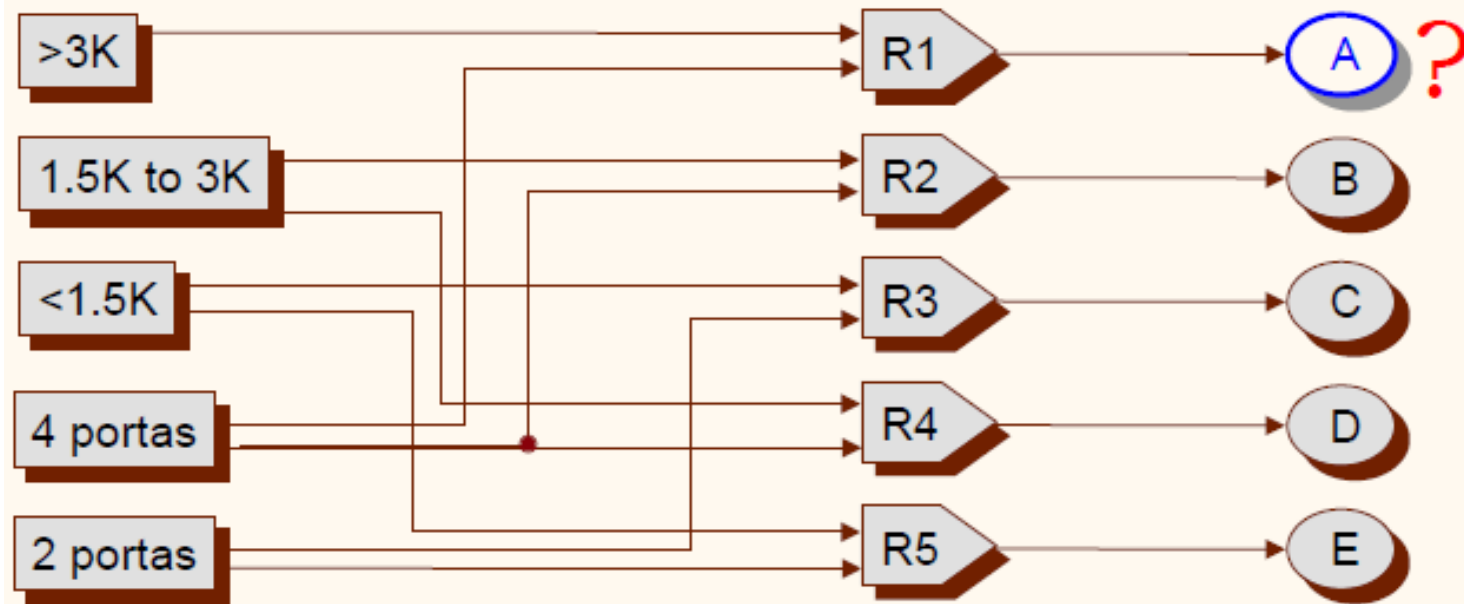 >3K
R1
A
?
1.5K to 3K
R2
B
<1.5K
R3
C
4 portas
R4
D
2 portas
R5
E